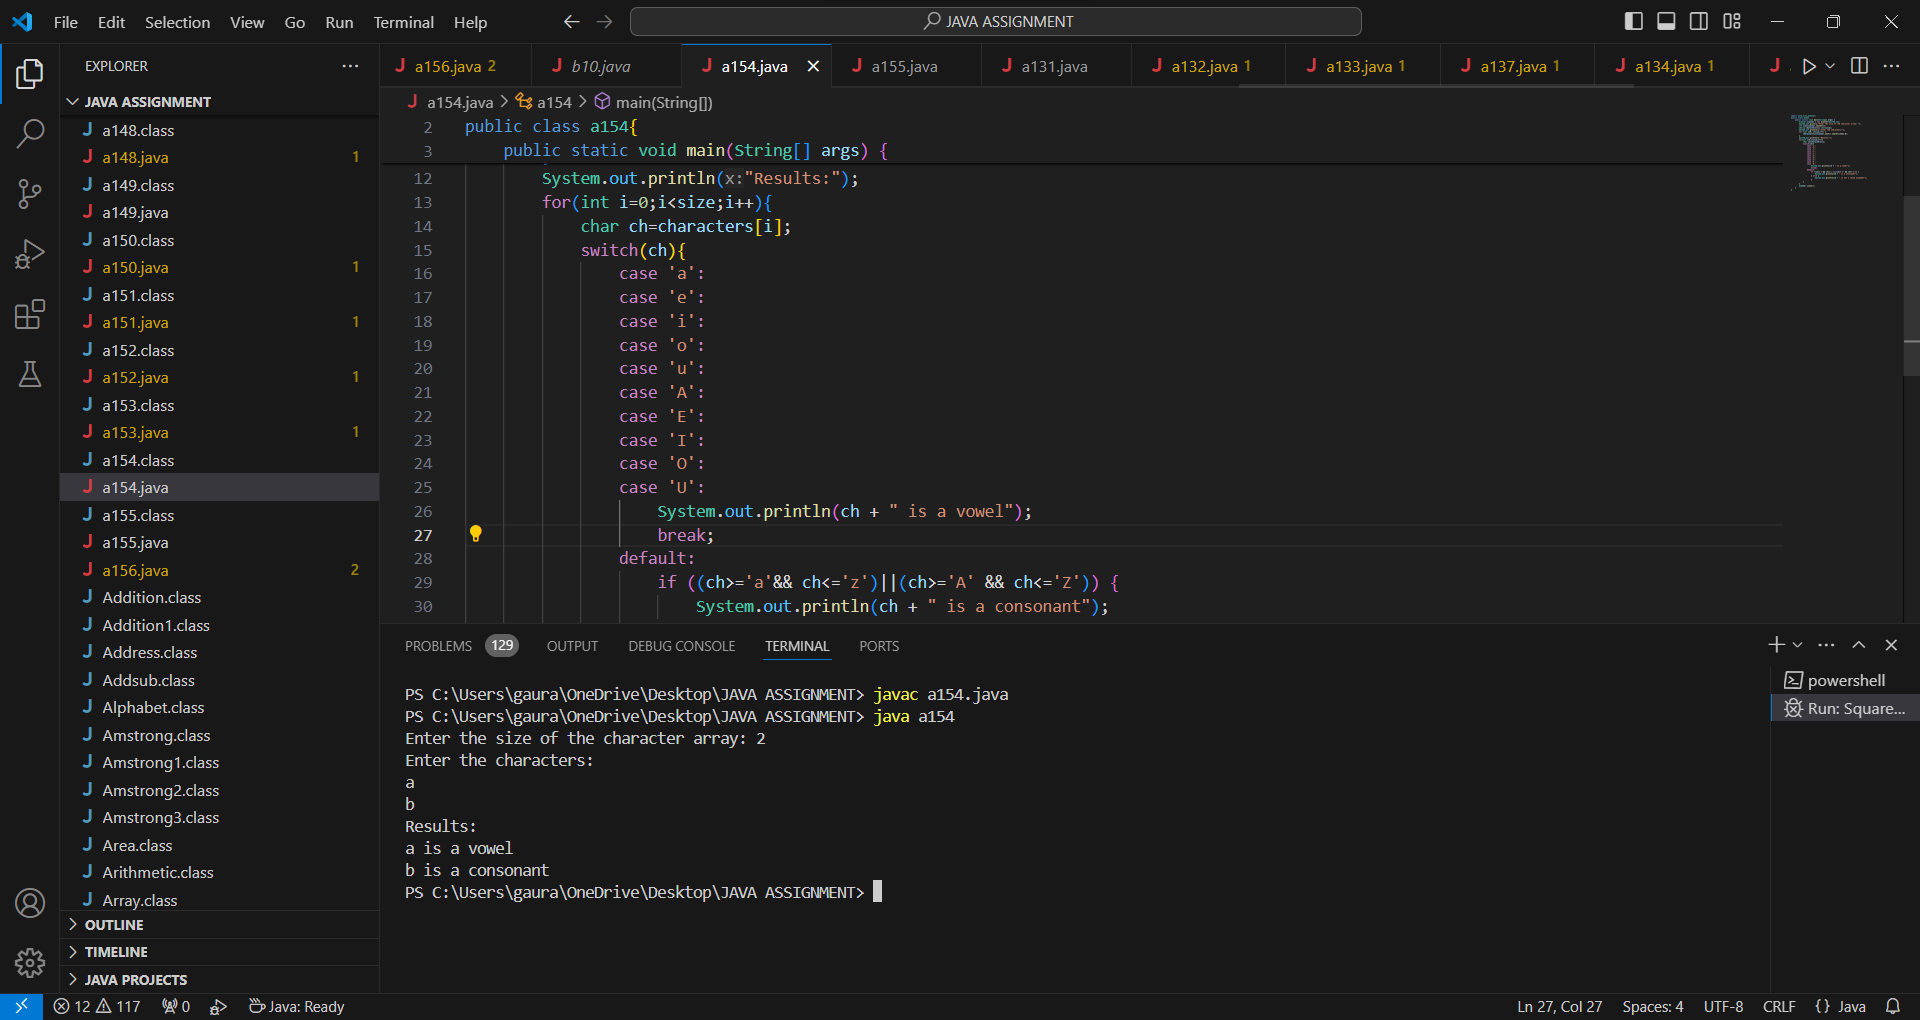 File Edit Selection View Go Run Terminal Help
JAVA ASSIGNMENT
EXPLORER
JAVA ASSIGNMENT
a148.class
a148.java 1
a149.class
a149.java
a150.class
a150.java 1
a151.class
a151.java 1
a152.class
a152.java 1
a153.class
a153.java 1
a154.class
a154.java
a155.class
a155.java
a156.java 2
Addition.class
Addition1.class
Address.class
Addsub.class
Alphabet.class
Amstrong.class
Amstrong1.class
Amstrong2.class
Amstrong3.class
Area.class
Arithmetic.class
Array.class
OUTLINE
TIMELINE
JAVA PROJECTS
a156.java 2 b10.java a154.java a155.java a131.java a132.java 1 a133.java 1 a137.java 1 a134.java 1
a154.java > a154 > main(String[])
2 public class a154{
3 public static void main(String[] args) {
12 System.out.println(x:"Results:");
13 for(int i=0;i<size;i++){
14 char ch=characters[i];
15 switch(ch){
16 case 'a':
17 case 'e':
18 case 'i':
19 case 'o':
20 case 'u':
21 case 'A':
22 case 'E':
23 case 'I':
24 case 'O':
25 case 'U':
26 System.out.println(ch + " is a vowel");
27 break;
28 default:
29 if ((ch>='a'&& ch<='z')||(ch>='A' && ch<='Z')) {
30 System.out.println(ch + " is a consonant");
PROBLEMS 129 OUTPUT DEBUG CONSOLE TERMINAL PORTS
PS C:\Users\gaura\OneDrive\Desktop\JAVA ASSIGNMENT> javac a154.java
PS C:\Users\gaura\OneDrive\Desktop\JAVA ASSIGNMENT> java a154
Enter the size of the character array: 2
Enter the characters:
a
b
Results:
a is a vowel
b is a consonant
PS C:\Users\gaura\OneDrive\Desktop\JAVA ASSIGNMENT>
powershell
Run: Square...
12 117 0 Java: Ready Ln 27, Col 27 Spaces: 4 UTF-8 CRLF {} Java